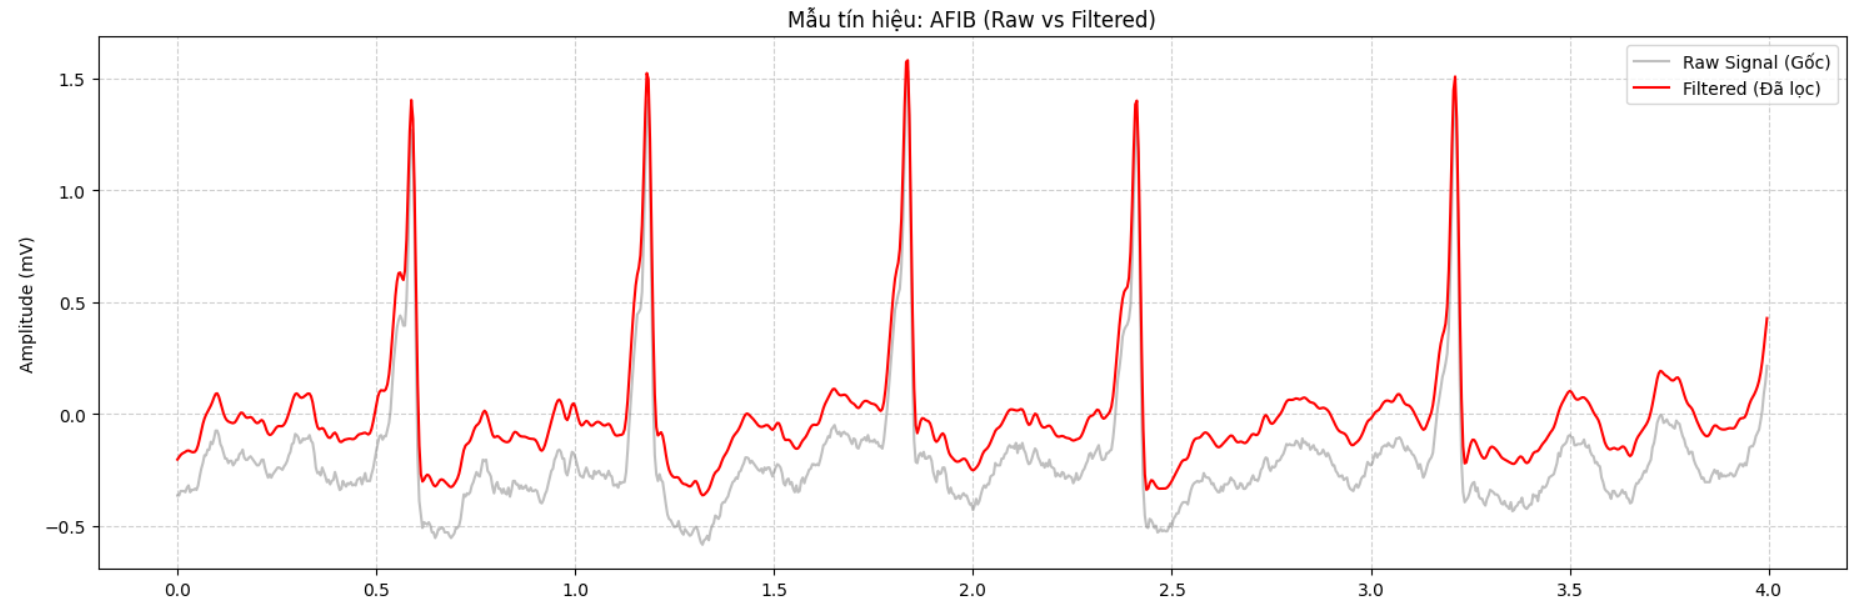 Mẫu tín hiệu: AFIB (Raw vs Filtered)
Raw Signal (Gốc)
Filtered (Đã lọc)
Amplitude (mV)
1.5
1.0
0.5
0.0
−0.5
0.0 0.5 1.0 1.5 2.0 2.5 3.0 3.5 4.0